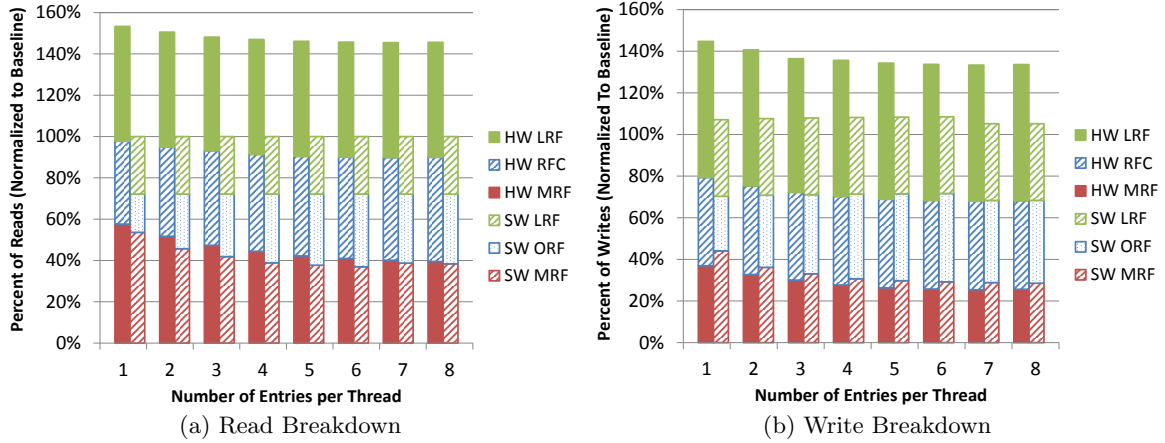 Percent of Reads (Normalized to Baseline)
160%
140%
120%
100%
80%
60%
40%
20%
0%
1 2 3 4 5 6 7 8
Number of Entries per Thread
HW LRF
HW RFC
HW MRF
SW LRF
SW ORF
SW MRF
(a) Read Breakdown
Percent of Writes (Normalized To Baseline)
160%
140%
120%
100%
80%
60%
40%
20%
0%
1 2 3 4 5 6 7 8
Number of Entries per Thread
HW LRF
HW RFC
HW MRF
SW LRF
SW ORF
SW MRF
(b) Write Breakdown